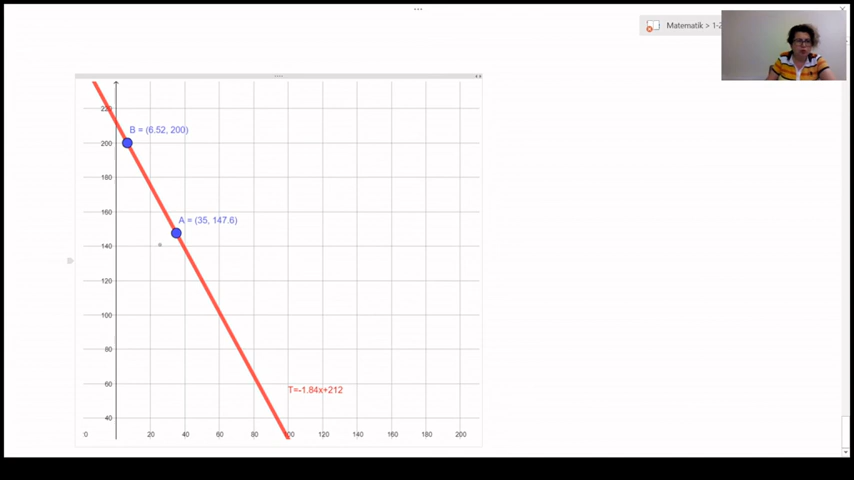 Matematik > 1-2
220
B = (6.52, 200)
200
180
160
A = (35, 147.6)
140
120
100
80
60
T=-1.84x+212
40
0 20 40 60 80 100 120 140 160 180 200